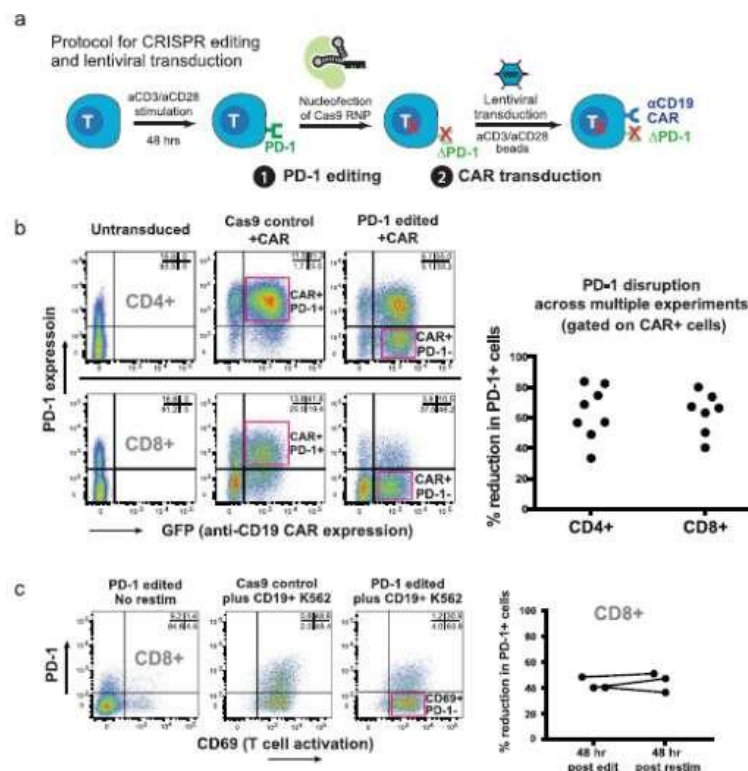 a
Protocol for CRISPR editing
and lentiviral transduction
T
aCD3/aCD28
stimulation
48 hrs
T
PD-1
Nucleofection
of Cas9 RNP
T
ΔPD-1
Lentiviral
transduction
aCD3/aCD28
beads
T
αCD19
CAR
ΔPD-1
1 PD-1 editing
2 CAR transduction
b
Untransduced
Cas9 control
+CAR
PD-1 edited
+CAR
CD4+
CAR+
PD-1+
CAR+
PD-1-
CD8+
CAR+
PD-1+
CAR+
PD-1-
PD-1 expressoin
GFP (anti-CD19 CAR expression)
PD-1 disruption
across multiple experiments
(gated on CAR+ cells)
% reduction in PD-1+ cells
100
80
60
40
20
0
CD4+
CD8+
c
PD-1 edited
No restim
Cas9 control
plus CD19+ K562
PD-1 edited
plus CD19+ K562
CD8+
CD69+
PD-1-
PD-1
CD69 (T cell activation)
CD8+
% reduction in PD-1+ cells
100
80
60
40
20
0
48 hr
post edit
48 hr
post restim